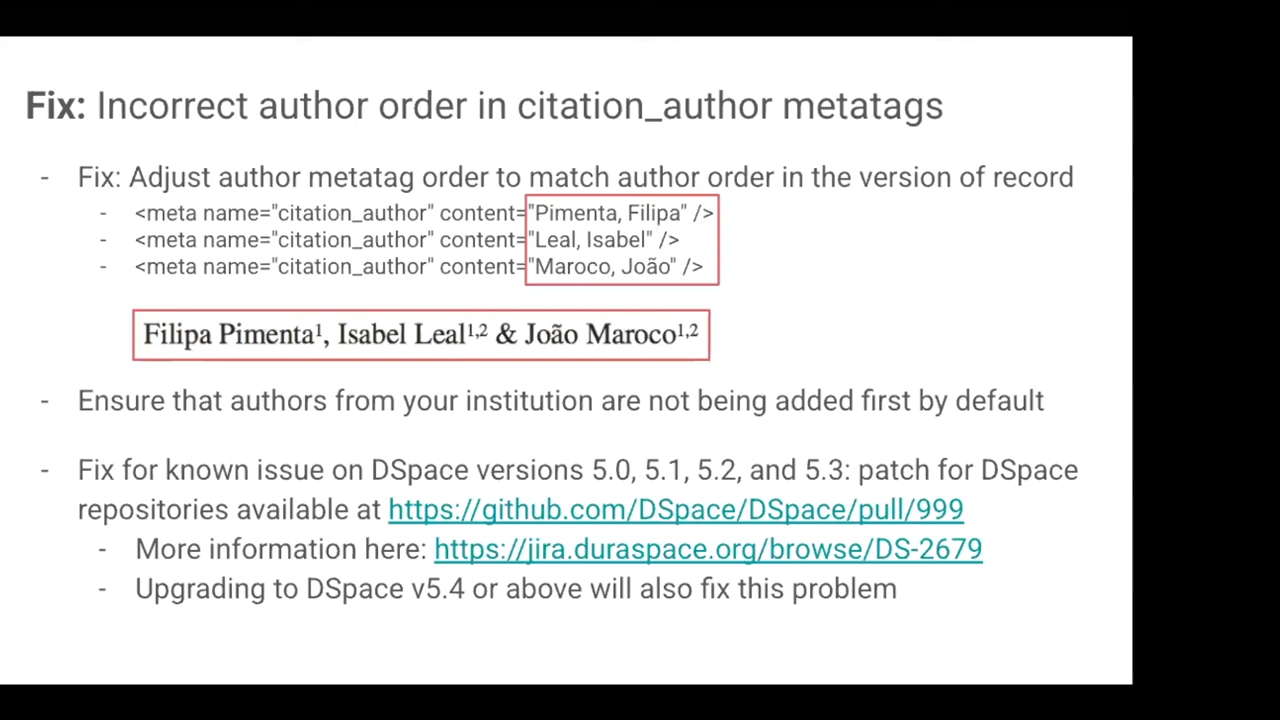 Fix: Incorrect author order in citation_author metatags
- Fix: Adjust author metatag order to match author order in the version of record
- <meta name="citation_author" content="Pimenta, Filipa" />
- <meta name="citation_author" content="Leal, Isabel" />
- <meta name="citation_author" content="Maroco, João" />
Filipa Pimenta¹, Isabel Leal¹,² & João Maroco¹,²
- Ensure that authors from your institution are not being added first by default
- Fix for known issue on DSpace versions 5.0, 5.1, 5.2, and 5.3: patch for DSpace
repositories available at https://github.com/DSpace/DSpace/pull/999
- More information here: https://jira.duraspace.org/browse/DS-2679
- Upgrading to DSpace v5.4 or above will also fix this problem